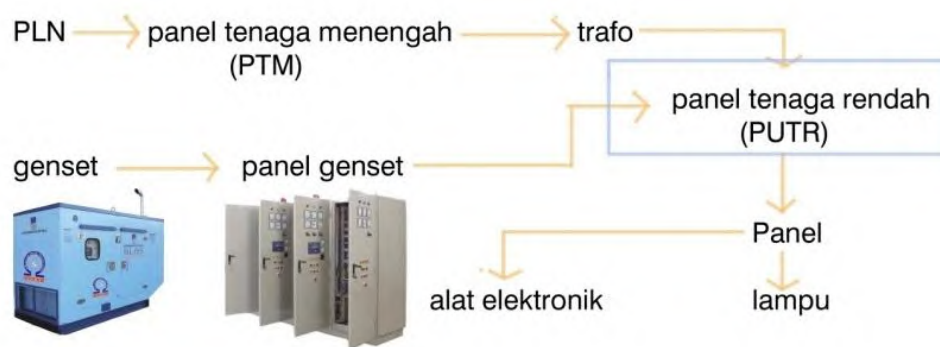 PLN
panel tenaga menengah
(PTM)
trafo
panel tenaga rendah
(PUTR)
genset
panel genset
Panel
alat elektronik
lampu